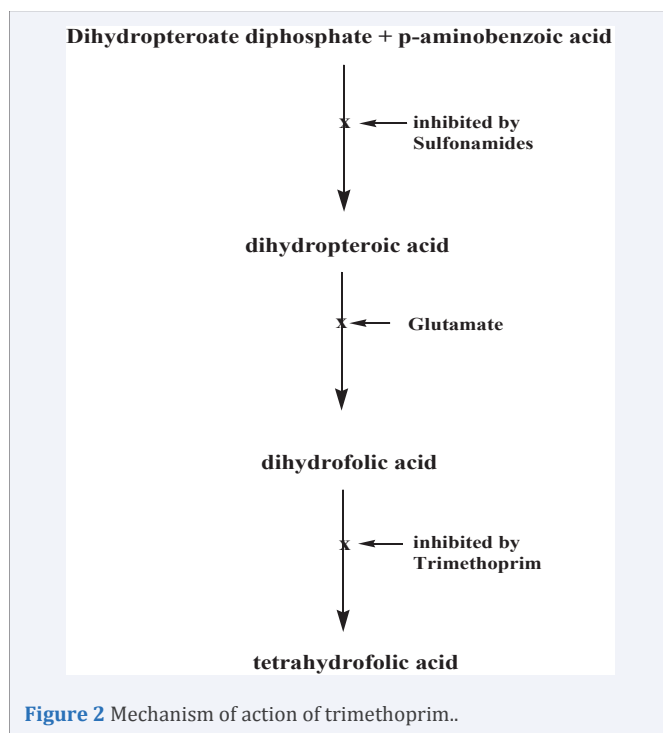 Dihydropteroate diphosphate + p-aminobenzoic acid
x
inhibited by
Sulfonamides
dihydropteroic acid
x
Glutamate
dihydrofolic acid
x
inhibited by
Trimethoprim
tetrahydrofolic acid
Figure 2 Mechanism of action of trimethoprim..